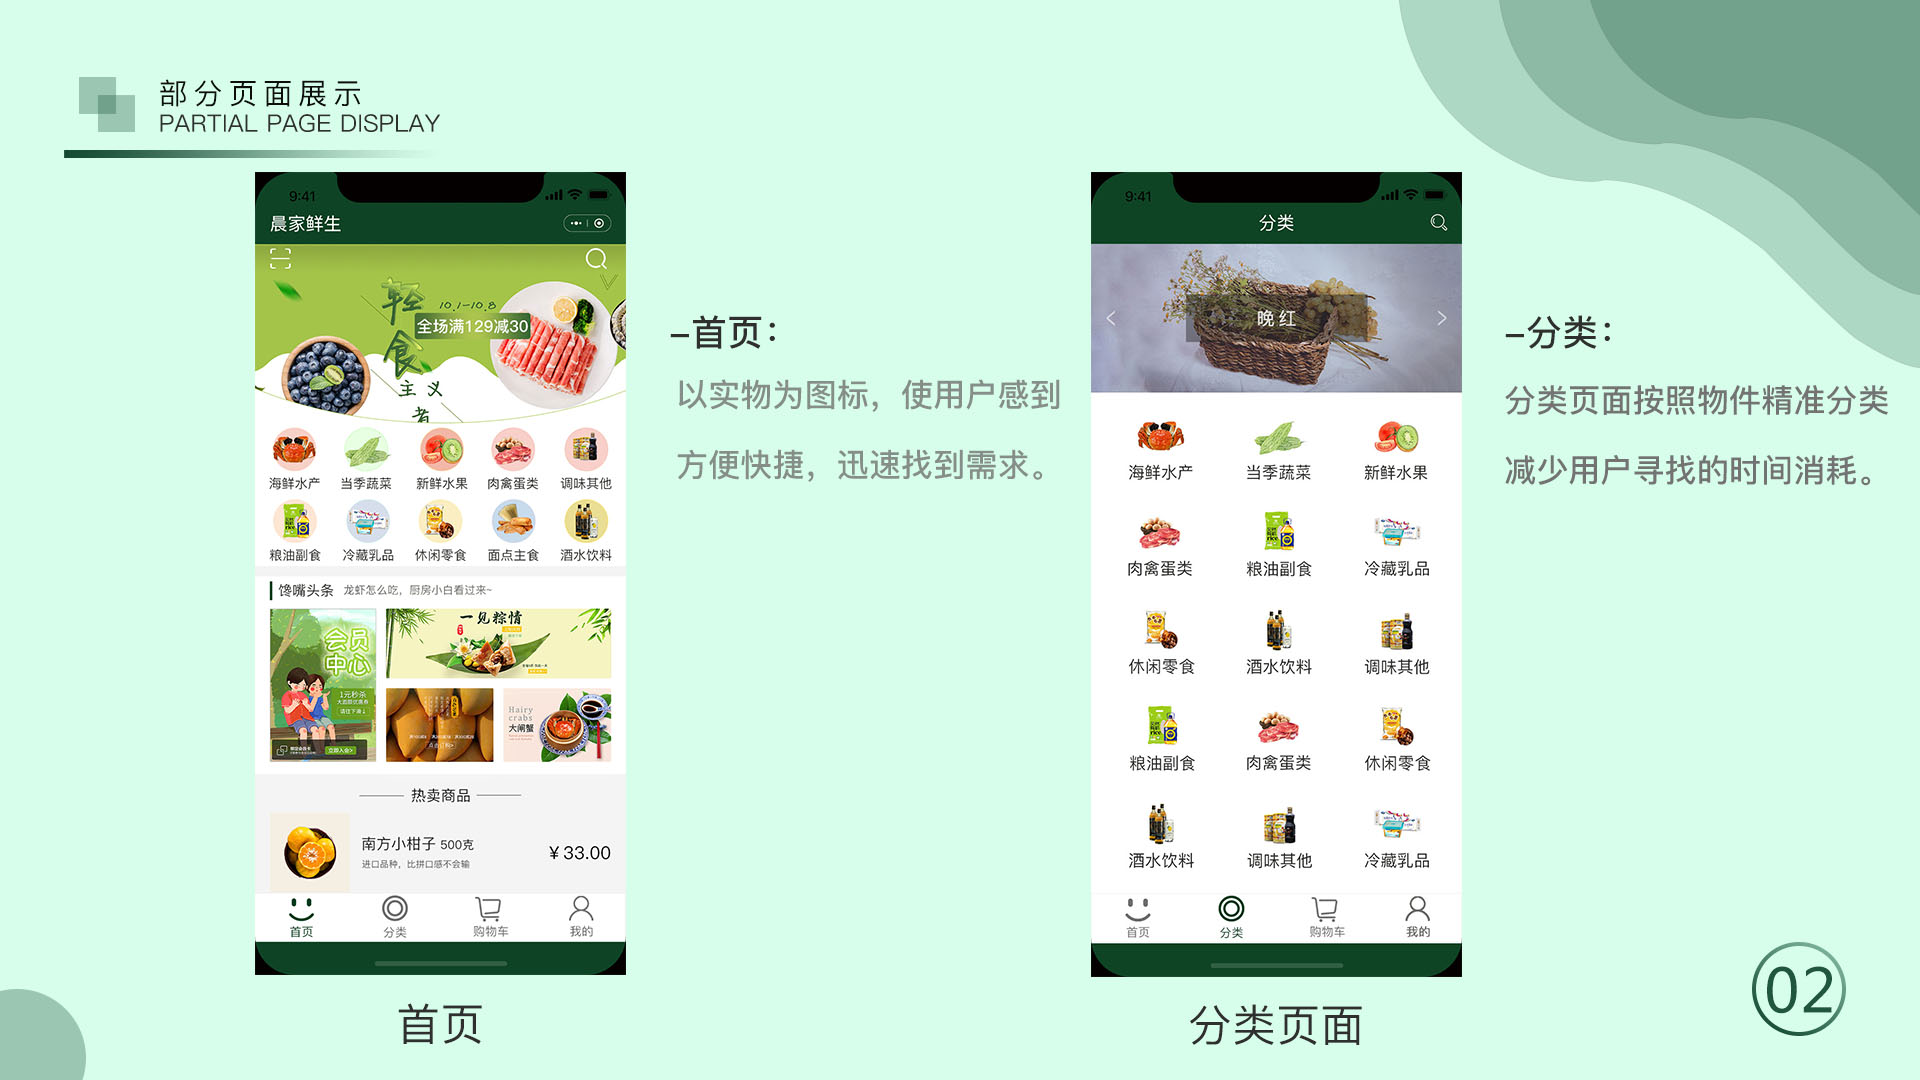 部分页面展示
PARTIAL PAGE DISPLAY
9:41
晨家鲜生
轻食
主义
者
10.1-10.8
全场满129减30
海鲜水产 当季蔬菜 新鲜水果 肉禽蛋类 调味其他
粮油副食 冷藏乳品 休闲零食 面点主食 酒水饮料
馋嘴头条 龙虾怎么吃，厨房小白看过来~
会员
中心
1元秒杀
请往下滑↓
立即入会>
一见粽情
Hairy
crabs
大闸蟹
热卖商品
南方小柑子 500克
进口品种，比拼口感不会输
¥33.00
首页 分类 购物车 我的
首页
-首页：
以实物为图标，使用户感到
方便快捷，迅速找到需求。
9:41
分类
晚红
海鲜水产 当季蔬菜 新鲜水果
肉禽蛋类 粮油副食 冷藏乳品
休闲零食 酒水饮料 调味其他
粮油副食 肉禽蛋类 休闲零食
酒水饮料 调味其他 冷藏乳品
首页 分类 购物车 我的
分类页面
-分类：
分类页面按照物件精准分类
减少用户寻找的时间消耗。
02